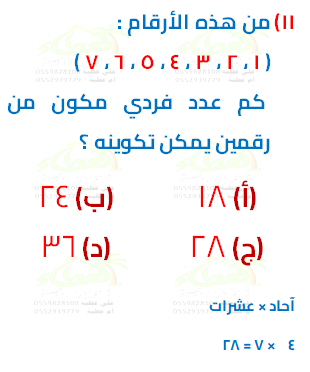 ١١) من هذه الأرقام :
( ١ ، ٢ ، ٣ ، ٤ ، ٥ ، ٦ ، ٧ )
كم عدد فردي مكون من
رقمين يمكن تكوينه ؟
(أ) ١٨ (ب) ٢٤
(ج) ٢٨ (د) ٣٦
آحاد × عشرات
٤ × ٧ = ٢٨